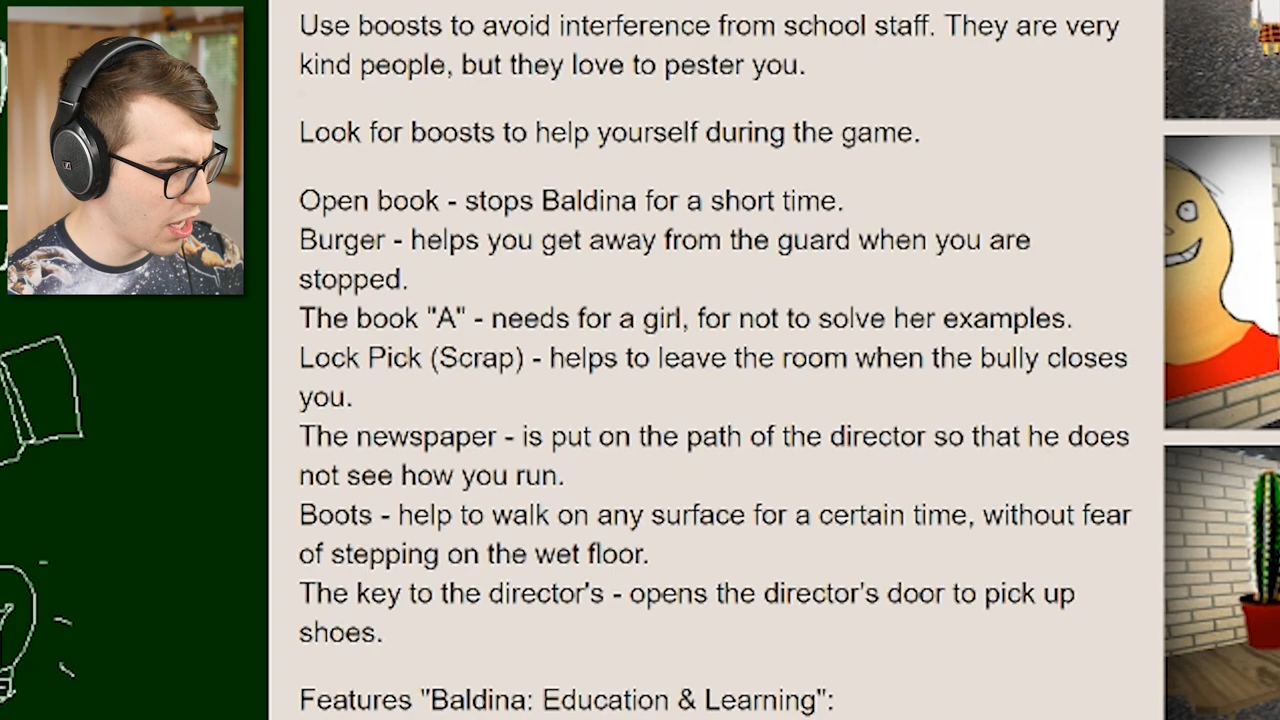 Use boosts to avoid interference from school staff. They are very
kind people, but they love to pester you.
Look for boosts to help yourself during the game.
Open book - stops Baldina for a short time.
Burger - helps you get away from the guard when you are
stopped.
The book "A" - needs for a girl, for not to solve her examples.
Lock Pick (Scrap) - helps to leave the room when the bully closes
you.
The newspaper - is put on the path of the director so that he does
not see how you run.
Boots - help to walk on any surface for a certain time, without fear
of stepping on the wet floor.
The key to the director's - opens the director's door to pick up
shoes.
Features "Baldina: Education & Learning":